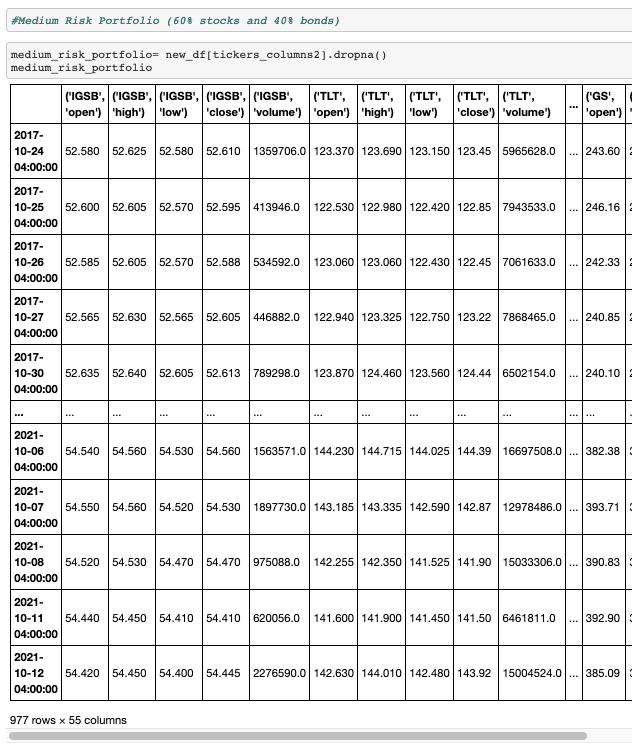 #Medium Risk Portfolio (60% stocks and 40% bonds)
medium_risk_portfolio= new_df[tickers_columns2].dropna()
medium_risk_portfolio
('IGSB', 'open') ('IGSB', 'high') ('IGSB', 'low') ('IGSB', 'close') ('IGSB', 'volume') ('TLT', 'open') ('TLT', 'high') ('TLT', 'low') ('TLT', 'close') ('TLT', 'volume') ... ('GS', 'open')
2017-10-24 04:00:00 52.580 52.625 52.580 52.610 1359706.0 123.370 123.690 123.150 123.45 5965628.0 ... 243.60
2017-10-25 04:00:00 52.600 52.605 52.570 52.595 413946.0 122.530 122.980 122.420 122.85 7943533.0 ... 246.16
2017-10-26 04:00:00 52.585 52.605 52.570 52.588 534592.0 123.060 123.060 122.430 122.45 7061633.0 ... 242.33
2017-10-27 04:00:00 52.565 52.630 52.565 52.605 446882.0 122.940 123.325 122.750 123.22 7868465.0 ... 240.85
2017-10-30 04:00:00 52.635 52.640 52.605 52.613 789298.0 123.870 124.460 123.560 124.44 6502154.0 ... 240.10
... ... ... ... ... ... ... ... ... ... ... ... ...
2021-10-06 04:00:00 54.540 54.560 54.530 54.560 1563571.0 144.230 144.715 144.025 144.39 16697508.0 ... 382.38
2021-10-07 04:00:00 54.550 54.560 54.520 54.530 1897730.0 143.185 143.335 142.590 142.87 12978486.0 ... 393.71
2021-10-08 04:00:00 54.520 54.530 54.470 54.470 975088.0 142.255 142.350 141.525 141.90 15033306.0 ... 390.83
2021-10-11 04:00:00 54.440 54.450 54.410 54.410 620056.0 141.600 141.900 141.450 141.50 6461811.0 ... 392.90
2021-10-12 04:00:00 54.420 54.450 54.400 54.445 2276590.0 142.630 144.010 142.480 143.92 15004524.0 ... 385.09
977 rows × 55 columns